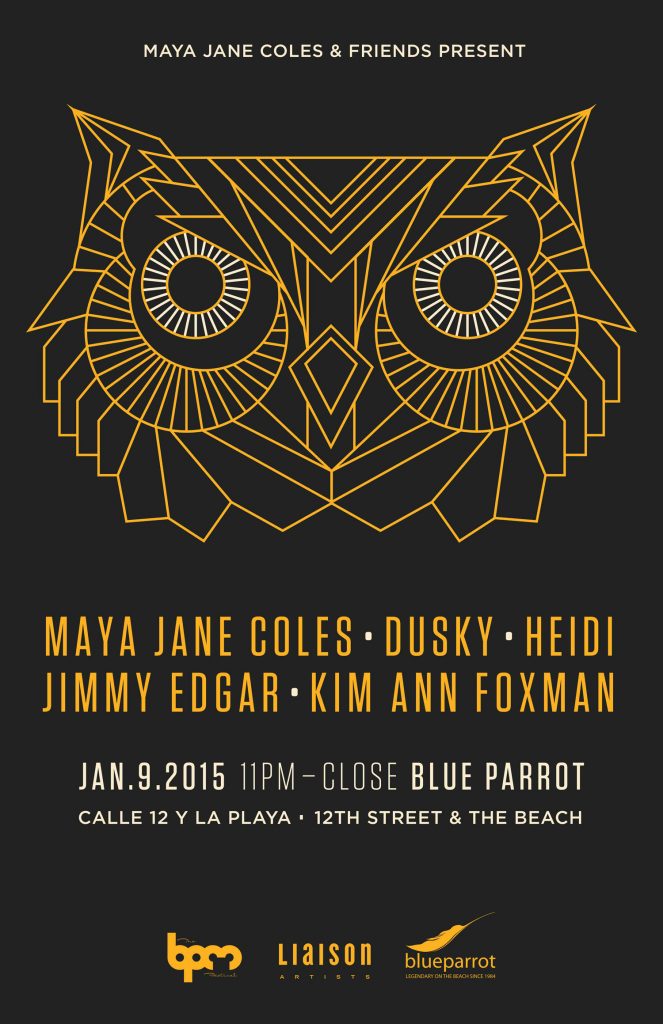 MAYA JANE COLES & FRIENDS PRESENT
MAYA JANE COLES · DUSKY · HEIDI
JIMMY EDGAR · KIM ANN FOXMAN
JAN.9.2015 11PM–CLOSE BLUE PARROT
CALLE 12 Y LA PLAYA · 12TH STREET & THE BEACH
The
bpm
festival
LIAISON
ARTISTS
blueparrot
LEGENDARY ON THE BEACH SINCE 1984